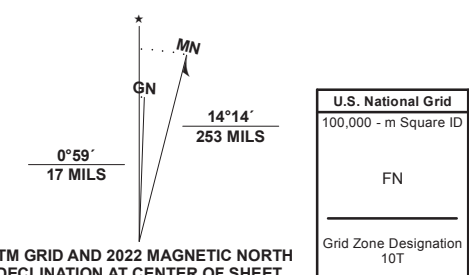 ★
MN
GN
14°14´
253 MILS
0°59´
17 MILS
TM GRID AND 2022 MAGNETIC NORTH
DECLINATION AT CENTER OF SHEET
U.S. National Grid
100,000 - m Square ID
FN
Grid Zone Designation
10T